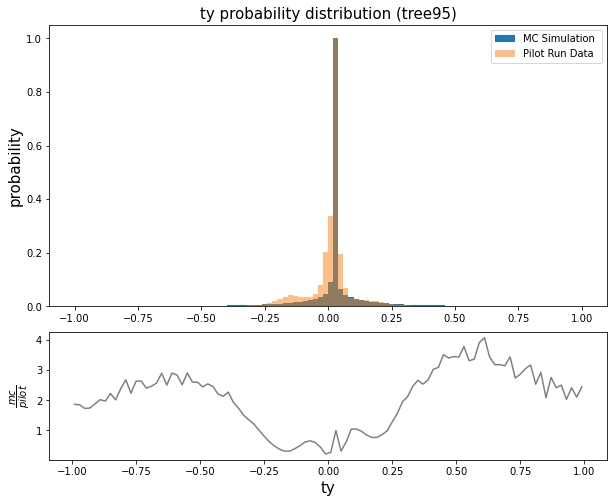 ty probability distribution (tree95)
MC Simulation
Pilot Run Data
probability
1.0
0.8
0.6
0.4
0.2
0.0
−1.00 −0.75 −0.50 −0.25 0.00 0.25 0.50 0.75 1.00
mc
pilot
4
3
2
1
−1.00 −0.75 −0.50 −0.25 0.00 0.25 0.50 0.75 1.00
ty